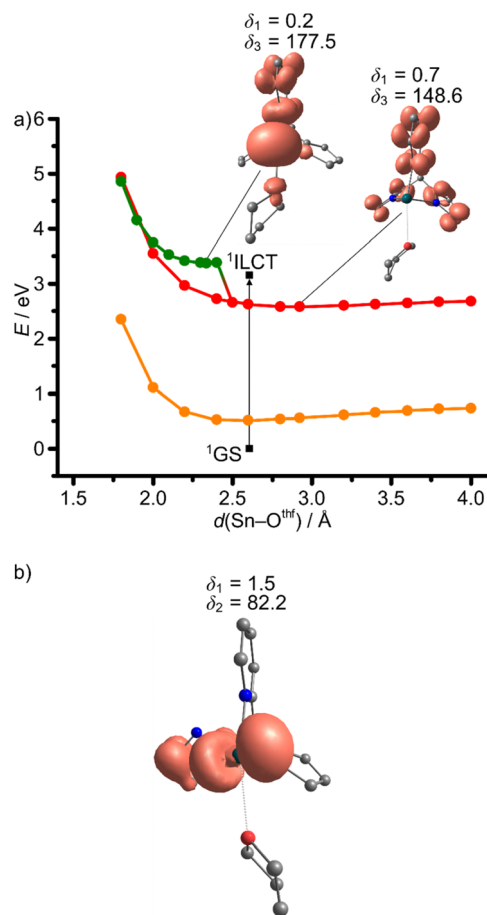 δ₁ = 0.2
δ₃ = 177.5
δ₁ = 0.7
δ₃ = 148.6
a)
6
5
4
3
2
1
0
E / eV
¹ILCT
¹GS
1.5 2.0 2.5 3.0 3.5 4.0
d(Sn–Oᵗʰᶠ) / Å
b)
δ₁ = 1.5
δ₂ = 82.2